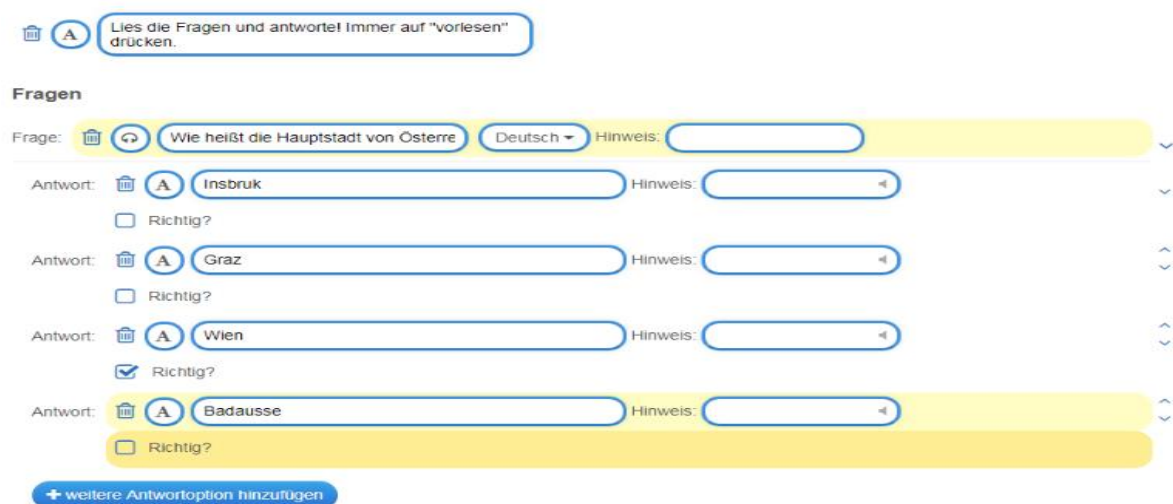 A Lies die Fragen und antworte! Immer auf "vorlesen"
drücken.
Fragen
Frage: Wie heißt die Hauptstadt von Österre Deutsch Hinweis:
Antwort: A Insbruk Hinweis:
Richtig?
Antwort: A Graz Hinweis:
Richtig?
Antwort: A Wien Hinweis:
Richtig?
Antwort: A Badausse Hinweis:
Richtig?
+ weitere Antwortoption hinzufügen